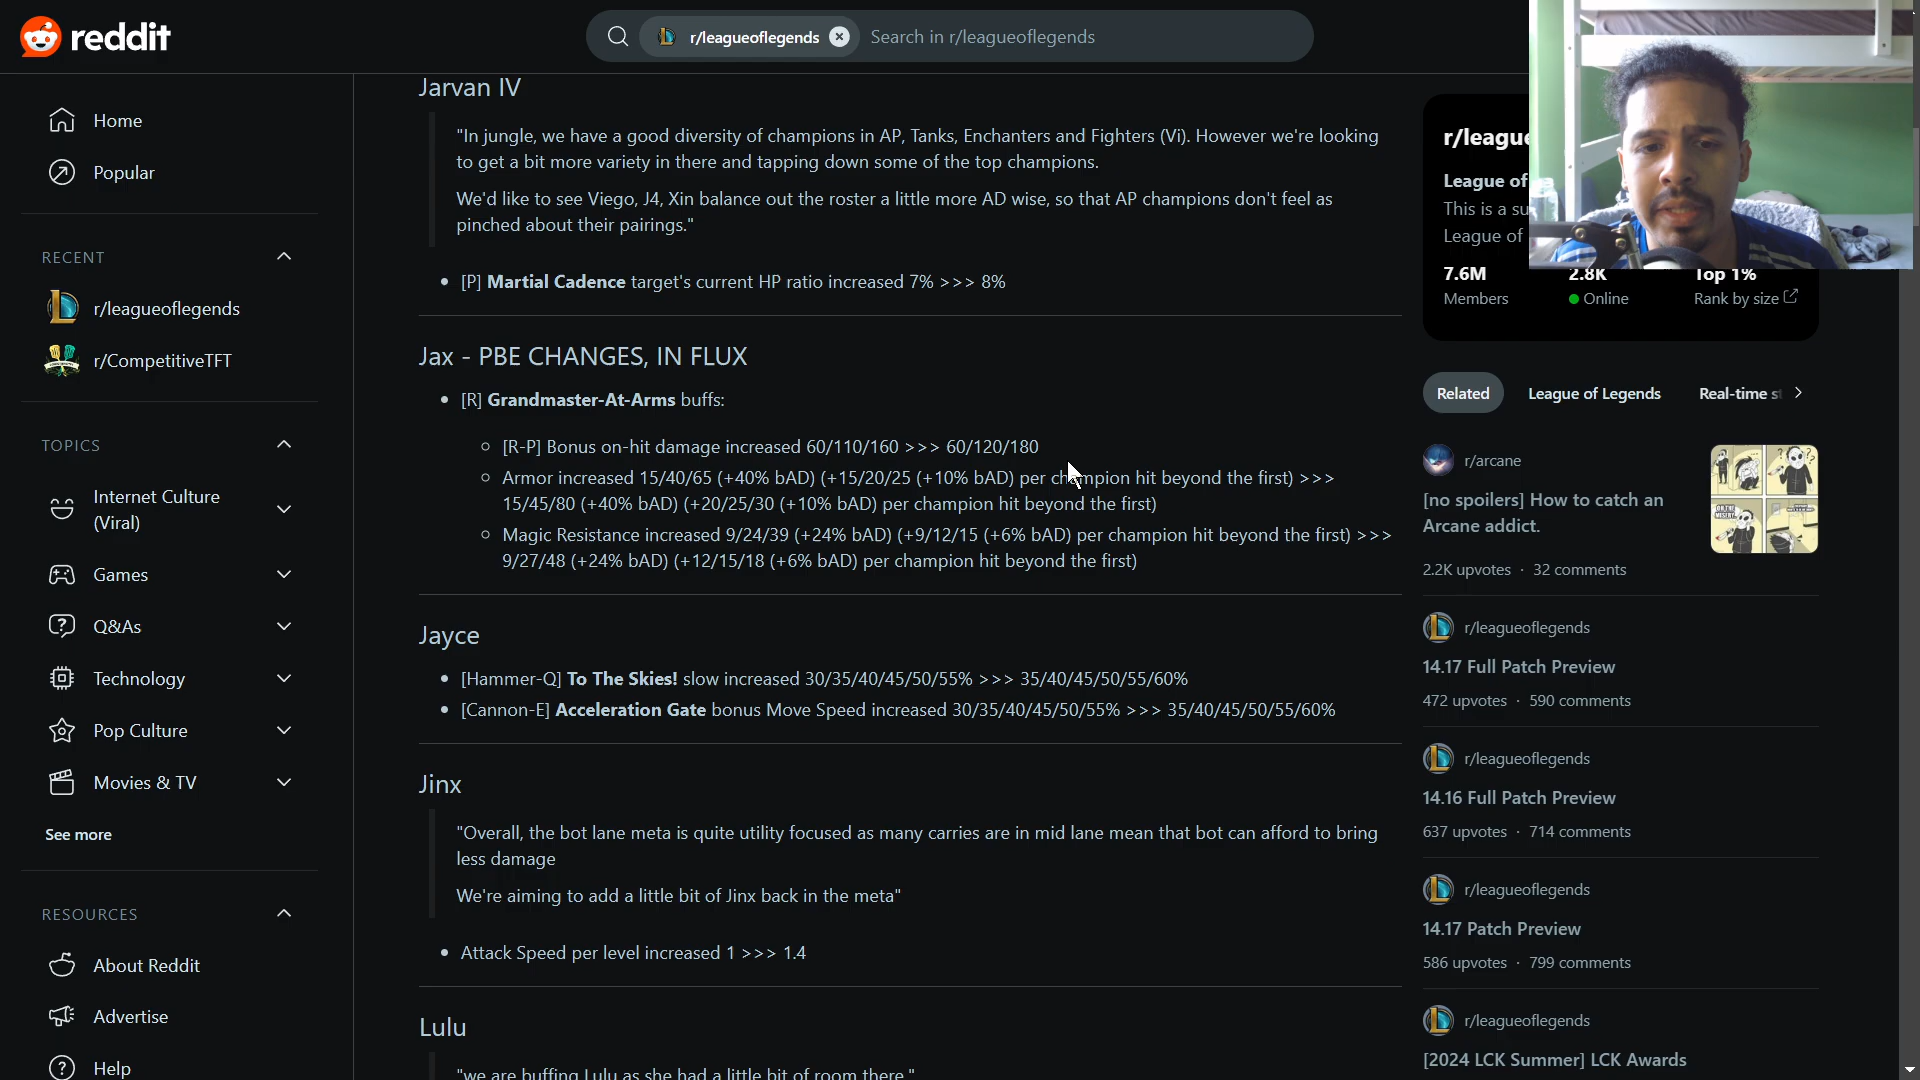 reddit
r/leagueoflegends
Search in r/leagueoflegends
Home
Popular
RECENT
r/leagueoflegends
r/CompetitiveTFT
TOPICS
Internet Culture
(Viral)
Games
Q&As
Technology
Pop Culture
Movies & TV
See more
RESOURCES
About Reddit
Advertise
Help
Jarvan IV
"In jungle, we have a good diversity of champions in AP, Tanks, Enchanters and Fighters (Vi). However we're looking
to get a bit more variety in there and tapping down some of the top champions.
We'd like to see Viego, J4, Xin balance out the roster a little more AD wise, so that AP champions don't feel as
pinched about their pairings."
[P] Martial Cadence target's current HP ratio increased 7% >>> 8%
Jax - PBE CHANGES, IN FLUX
[R] Grandmaster-At-Arms buffs:
[R-P] Bonus on-hit damage increased 60/110/160 >>> 60/120/180
Armor increased 15/40/65 (+40% bAD) (+15/20/25 (+10% bAD) per champion hit beyond the first) >>>
15/45/80 (+40% bAD) (+20/25/30 (+10% bAD) per champion hit beyond the first)
Magic Resistance increased 9/24/39 (+24% bAD) (+9/12/15 (+6% bAD) per champion hit beyond the first) >>>
9/27/48 (+24% bAD) (+12/15/18 (+6% bAD) per champion hit beyond the first)
Jayce
[Hammer-Q] To The Skies! slow increased 30/35/40/45/50/55% >>> 35/40/45/50/55/60%
[Cannon-E] Acceleration Gate bonus Move Speed increased 30/35/40/45/50/55% >>> 35/40/45/50/55/60%
Jinx
"Overall, the bot lane meta is quite utility focused as many carries are in mid lane mean that bot can afford to bring
less damage
We're aiming to add a little bit of Jinx back in the meta"
Attack Speed per level increased 1 >>> 1.4
Lulu
"we are buffing Lulu as she had a little bit of room there."
r/leagu
League of
This is a su
League of
7.6M
2.8K
Top 1%
Members
Online
Rank by size
Related
League of Legends
Real-time s
r/arcane
[no spoilers] How to catch an
Arcane addict.
2.2K upvotes · 32 comments
r/leagueoflegends
14.17 Full Patch Preview
472 upvotes · 590 comments
r/leagueoflegends
14.16 Full Patch Preview
637 upvotes · 714 comments
r/leagueoflegends
14.17 Patch Preview
586 upvotes · 799 comments
r/leagueoflegends
[2024 LCK Summer] LCK Awards